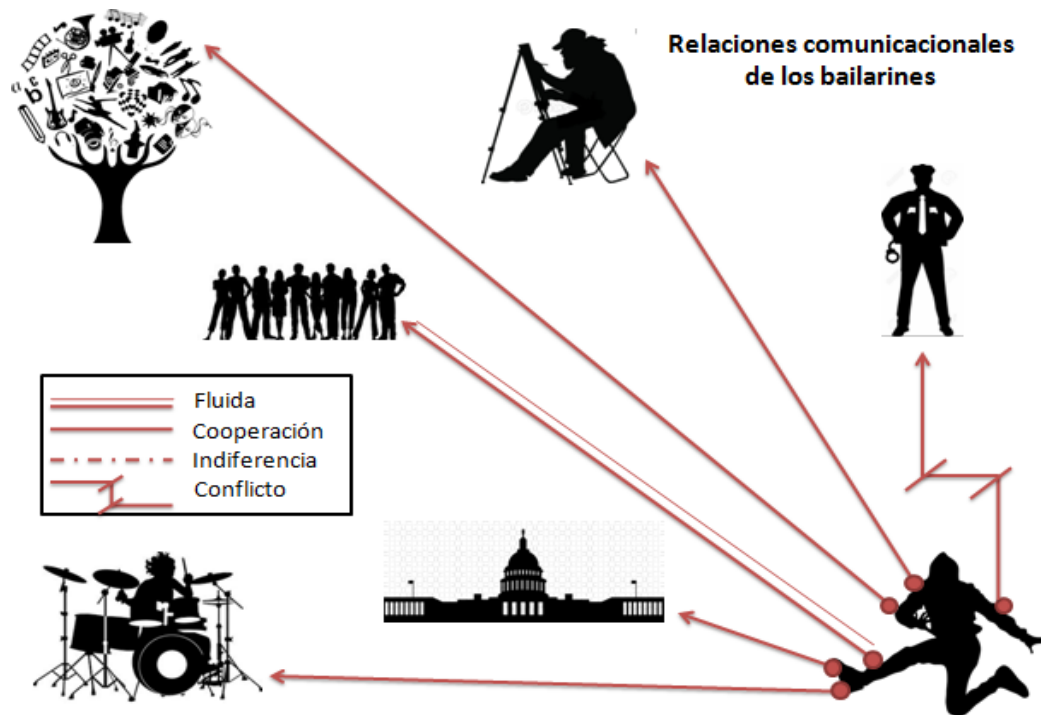 Relaciones comunicacionales
de los bailarines
Fluida
Cooperación
Indiferencia
Conflicto